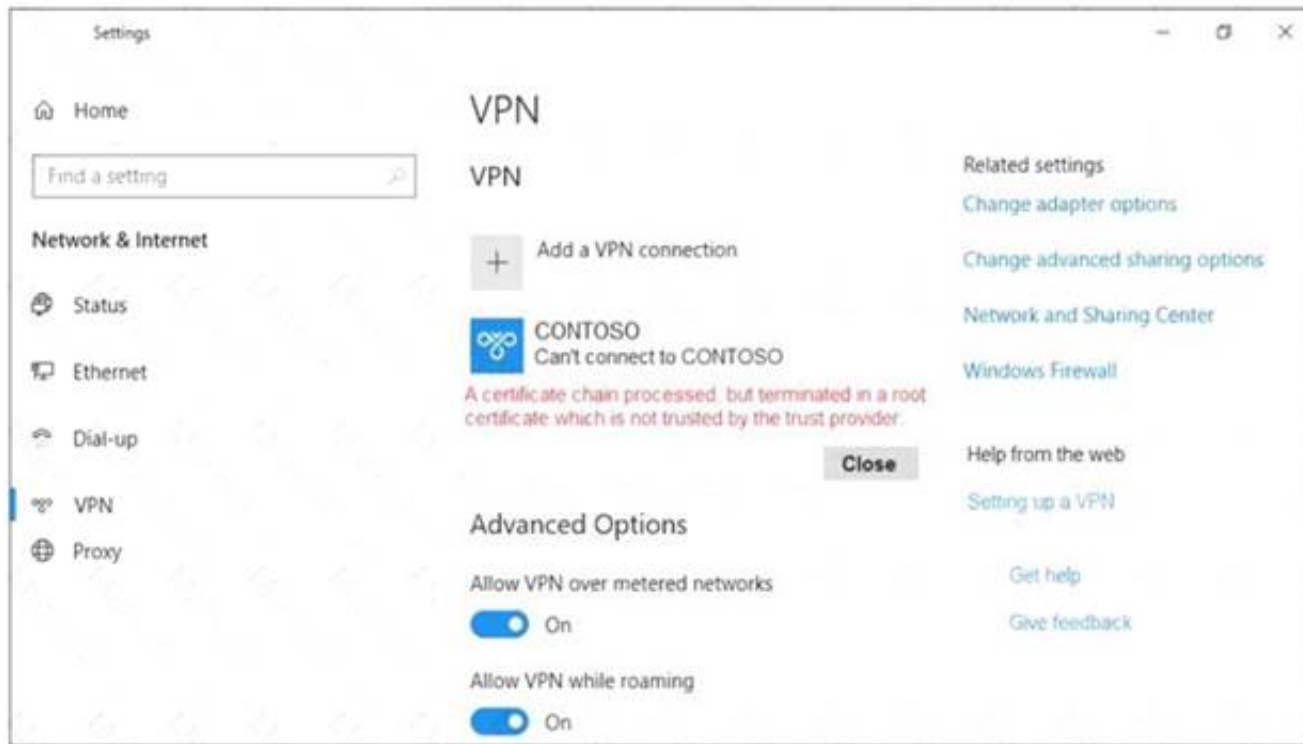 Settings
Home
Find a setting
Network & Internet
Status
Ethernet
Dial-up
VPN
Proxy
VPN
VPN
Add a VPN connection
CONTOSO
Can't connect to CONTOSO
A certificate chain processed, but terminated in a root
certificate which is not trusted by the trust provider.
Close
Advanced Options
Allow VPN over metered networks
On
Allow VPN while roaming
On
Related settings
Change adapter options
Change advanced sharing options
Network and Sharing Center
Windows Firewall
Help from the web
Setting up a VPN
Get help
Give feedback